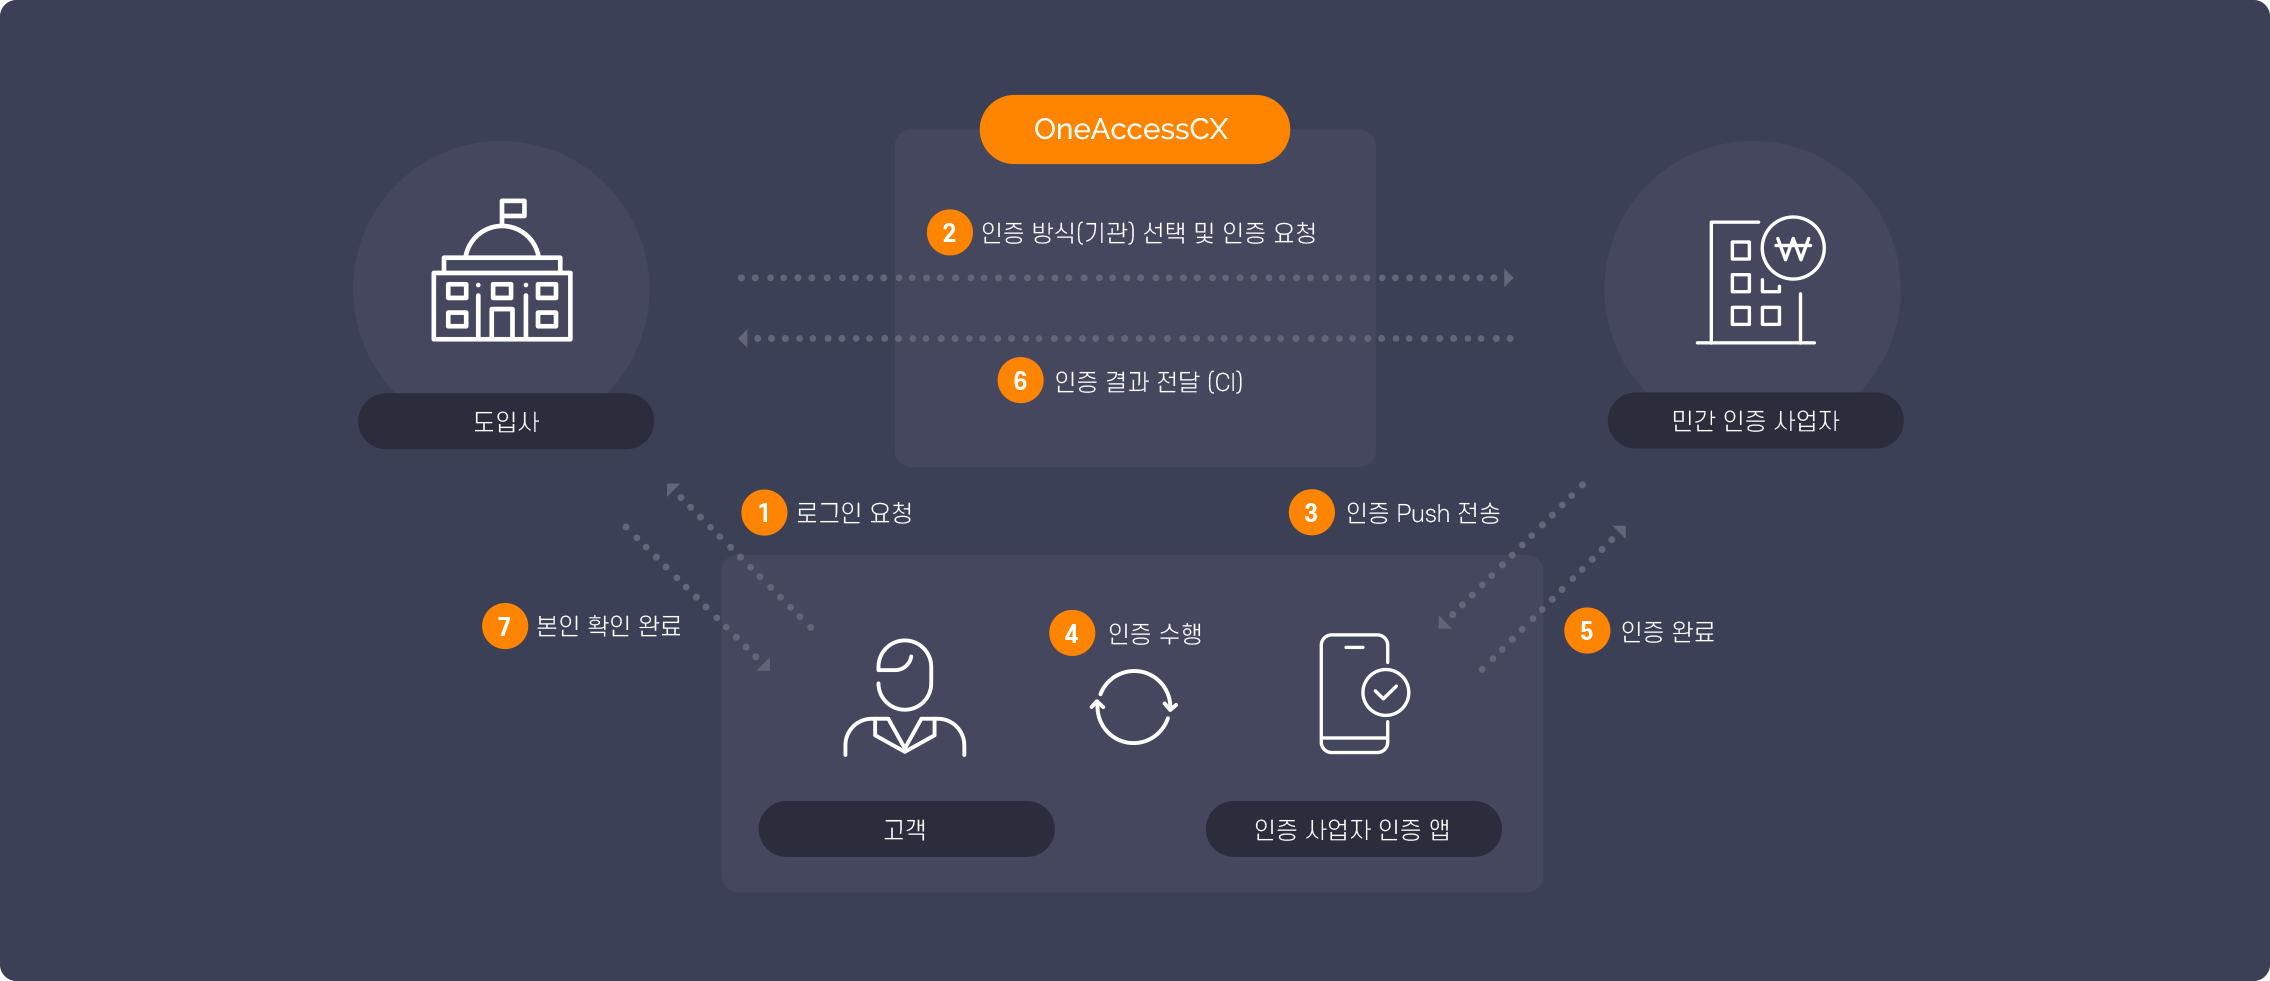 OneAccessCX
2 인증 방식(기관) 선택 및 인증 요청
6 인증 결과 전달 (CI)
도입사
민간 인증 사업자
1 로그인 요청
3 인증 Push 전송
7 본인 확인 완료
4 인증 수행
5 인증 완료
고객
인증 사업자 인증 앱